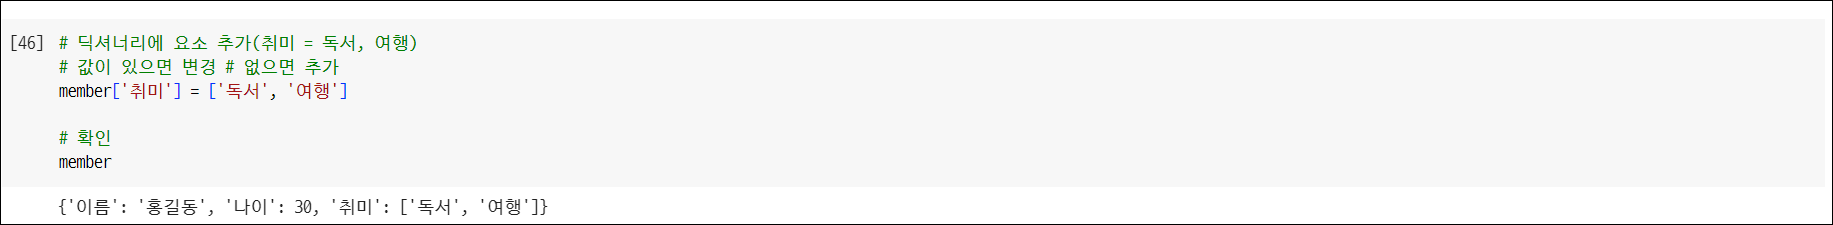 [46] # 딕셔너리에 요소 추가(취미 = 독서, 여행)
# 값이 있으면 변경 # 없으면 추가
member['취미'] = ['독서', '여행']
# 확인
member
{'이름': '홍길동', '나이': 30, '취미': ['독서', '여행']}